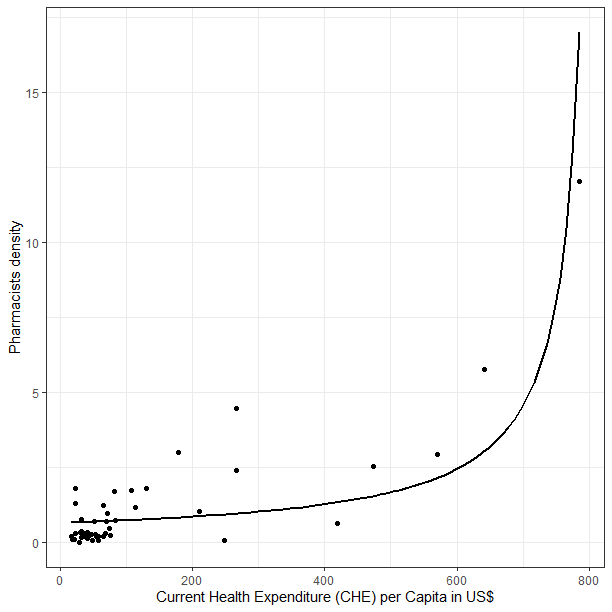 Pharmacists density
15
10
5
0
0 200 400 600 800
Current Health Expenditure (CHE) per Capita in US$